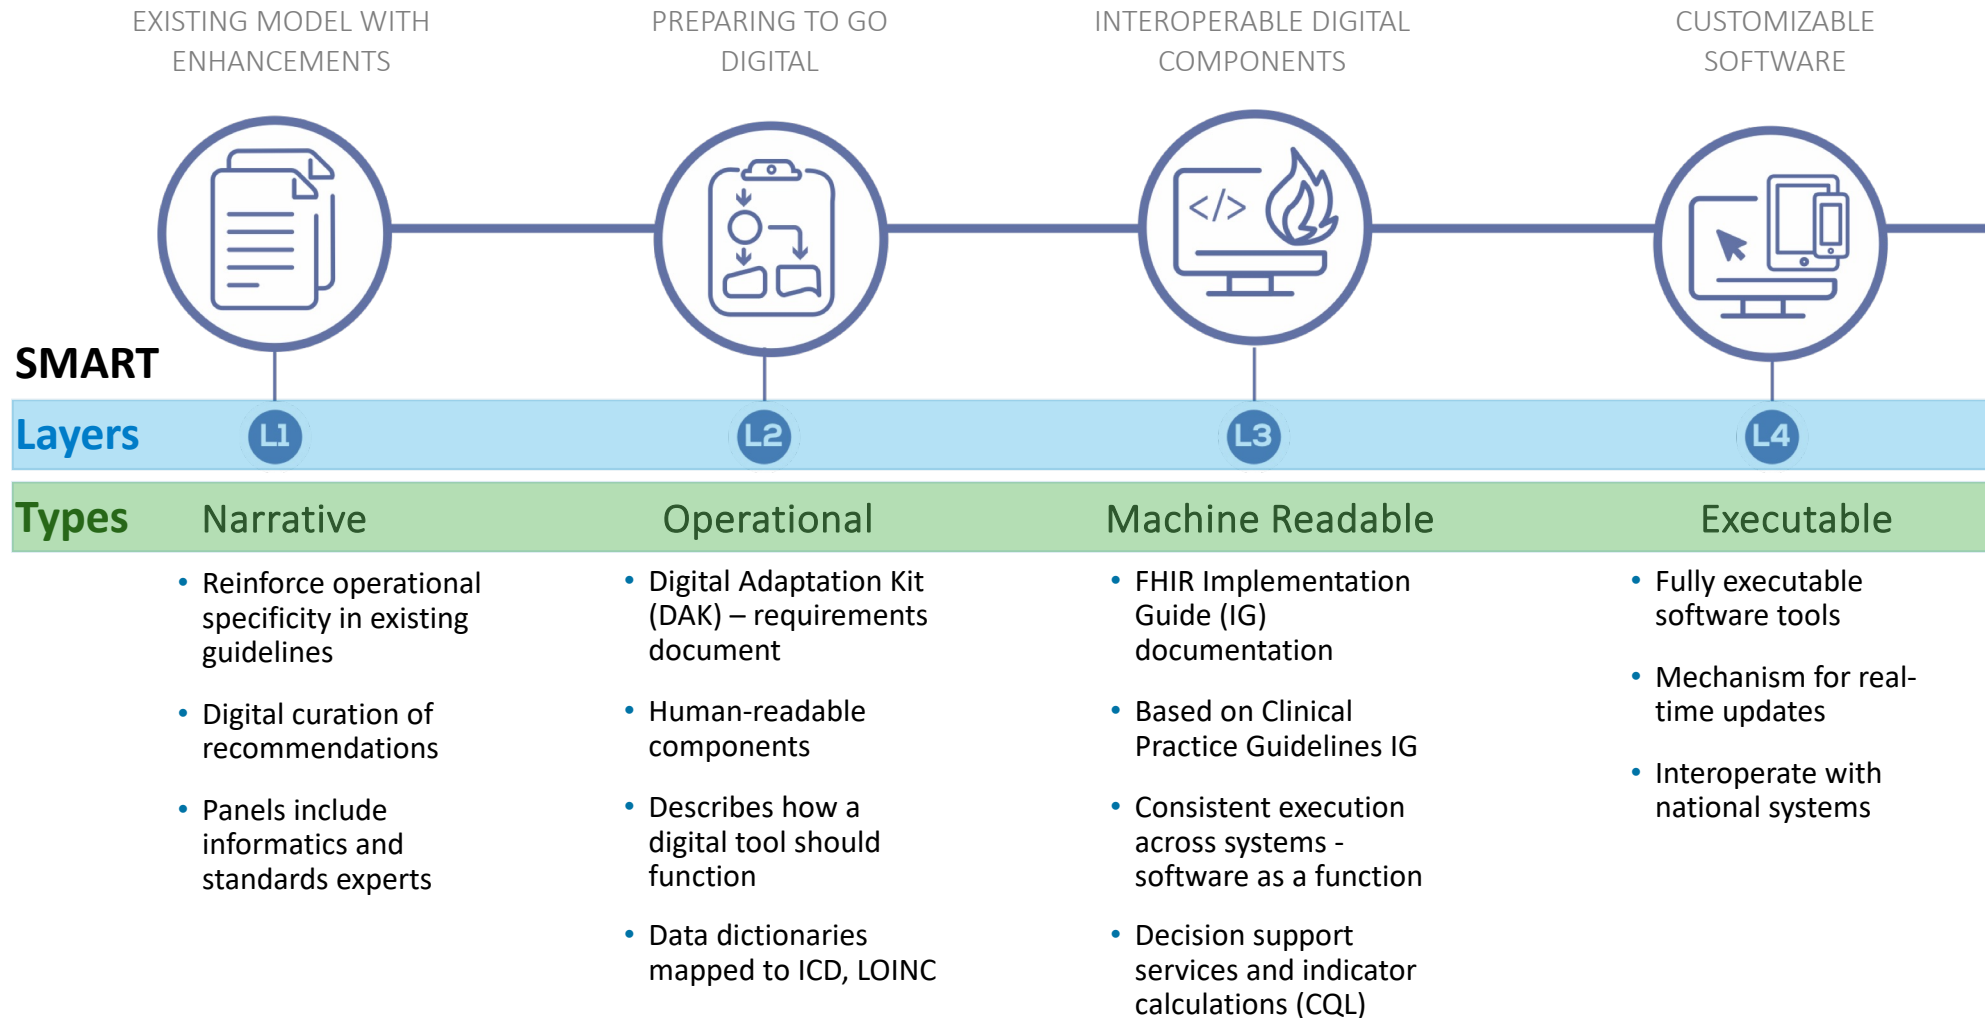 EXISTING MODEL WITH
ENHANCEMENTS
PREPARING TO GO
DIGITAL
INTEROPERABLE DIGITAL
COMPONENTS
CUSTOMIZABLE
SOFTWARE
</>
SMART
Layers
L1
L2
L3
L4
Types
Narrative
Operational
Machine Readable
Executable
• Reinforce operational
specificity in existing
guidelines
• Digital curation of
recommendations
• Panels include
informatics and
standards experts
• Digital Adaptation Kit
(DAK) – requirements
document
• Human-readable
components
• Describes how a
digital tool should
function
• Data dictionaries
mapped to ICD, LOINC
• FHIR Implementation
Guide (IG)
documentation
• Based on Clinical
Practice Guidelines IG
• Consistent execution
across systems -
software as a function
• Decision support
services and indicator
calculations (CQL)
• Fully executable
software tools
• Mechanism for real-
time updates
• Interoperate with
national systems